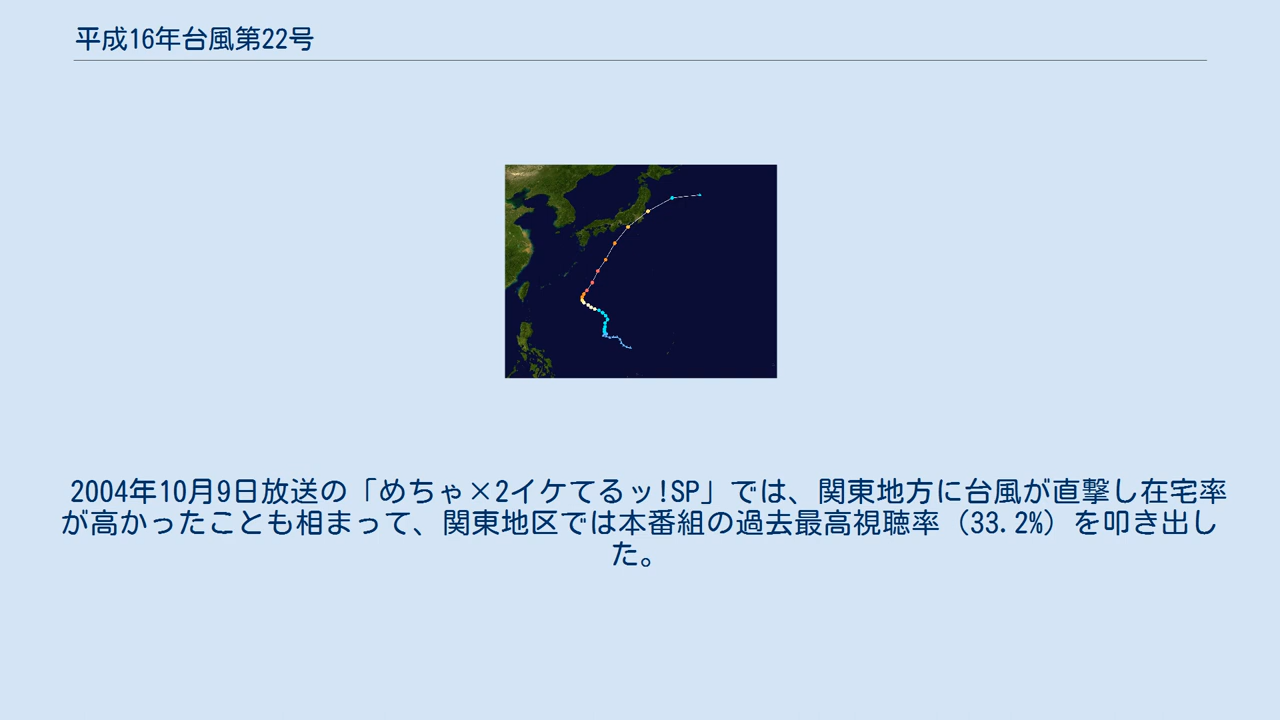 平成16年台風第22号
2004年10月9日放送の「めちゃ×2イケてるッ!SP」では、関東地方に台風が直撃し在宅率
が高かったことも相まって、関東地区では本番組の過去最高視聴率（33.2%）を叩き出し
た。